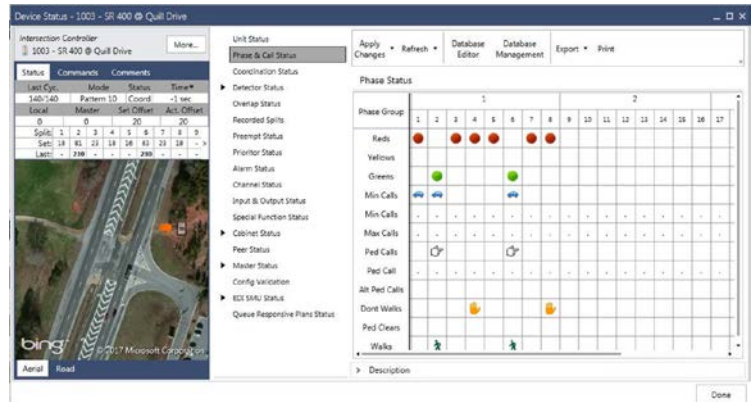 Device Status - 1003 - SR 400 @ Quill Drive
Intersection Controller
1003 - SR 400 @ Quill Drive
More...
Status Commands Comments
Last Cyc. Mode Status Time
140/140 Pattern 10 Coord -1 sec
Local Master Set Offset Act. Offset
0 0 20 20
Split: 1 2 3 4 5 6 7 8 9
Set: 18 81 23 18 16 83 23 18 - >
Last: - 230 - - - 230 - - -
bing
© 2017 Microsoft Corporation
Aerial Road
Unit Status
Phase & Call Status
Coordination Status
Detector Status
Overlap Status
Recorded Splits
Preempt Status
Prioritor Status
Alarm Status
Channel Status
Input & Output Status
Special Function Status
Cabinet Status
Peer Status
Master Status
Config Validation
EDI SMU Status
Queue Responsive Plans Status
Apply Changes Refresh Database Editor Database Management Export Print
Phase Status
Phase Group 1 2
1 2 3 4 5 6 7 8 9 10 11 12 13 14 15 16 17
Reds
Yellows
Greens
Min Calls
Min Calls
Max Calls
Ped Calls
Ped Call
Alt Ped Calls
Dont Walks
Ped Clears
Walks
> Description
Done